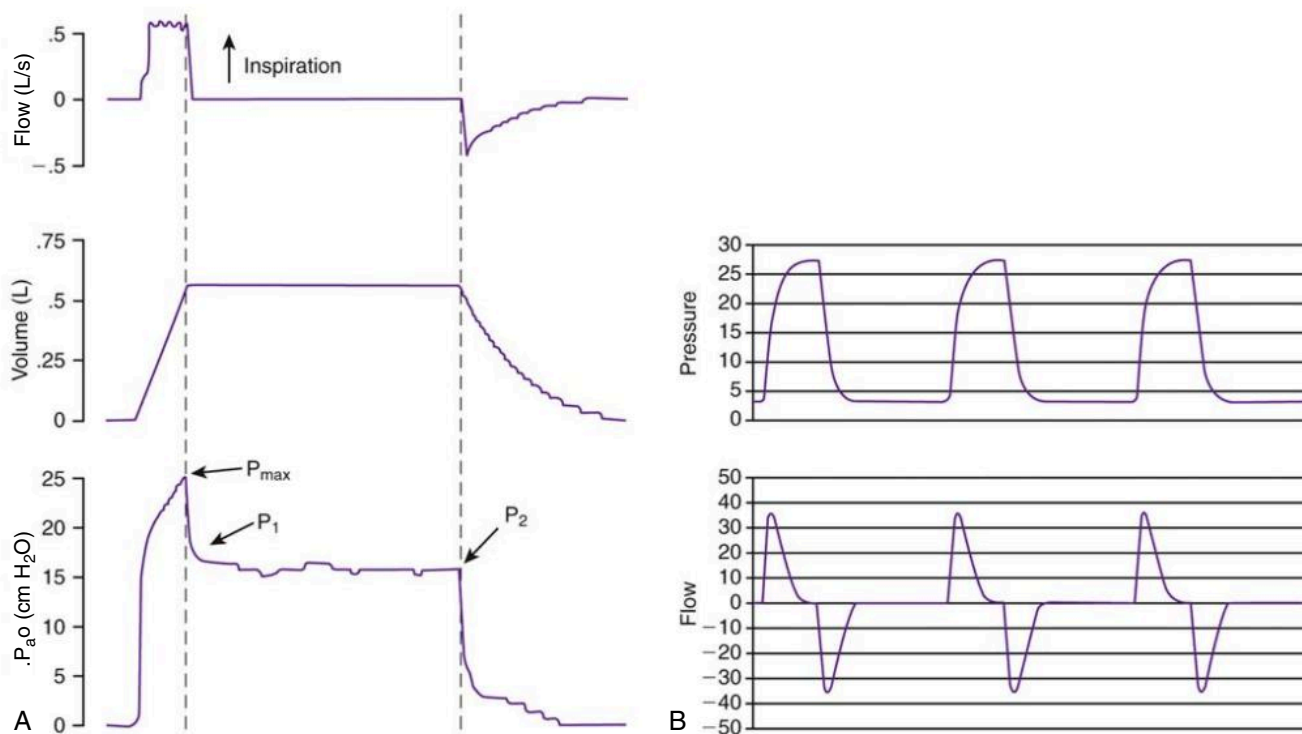 Flow (L/s)
.5
0
−.5
Inspiration
Volume (L)
.75
.5
.25
0
.Pao (cm H2O)
25
20
15
10
5
0
Pmax
P1
P2
A
Pressure
30
25
20
15
10
5
0
Flow
50
40
30
20
10
0
−10
−20
−30
−40
−50
B